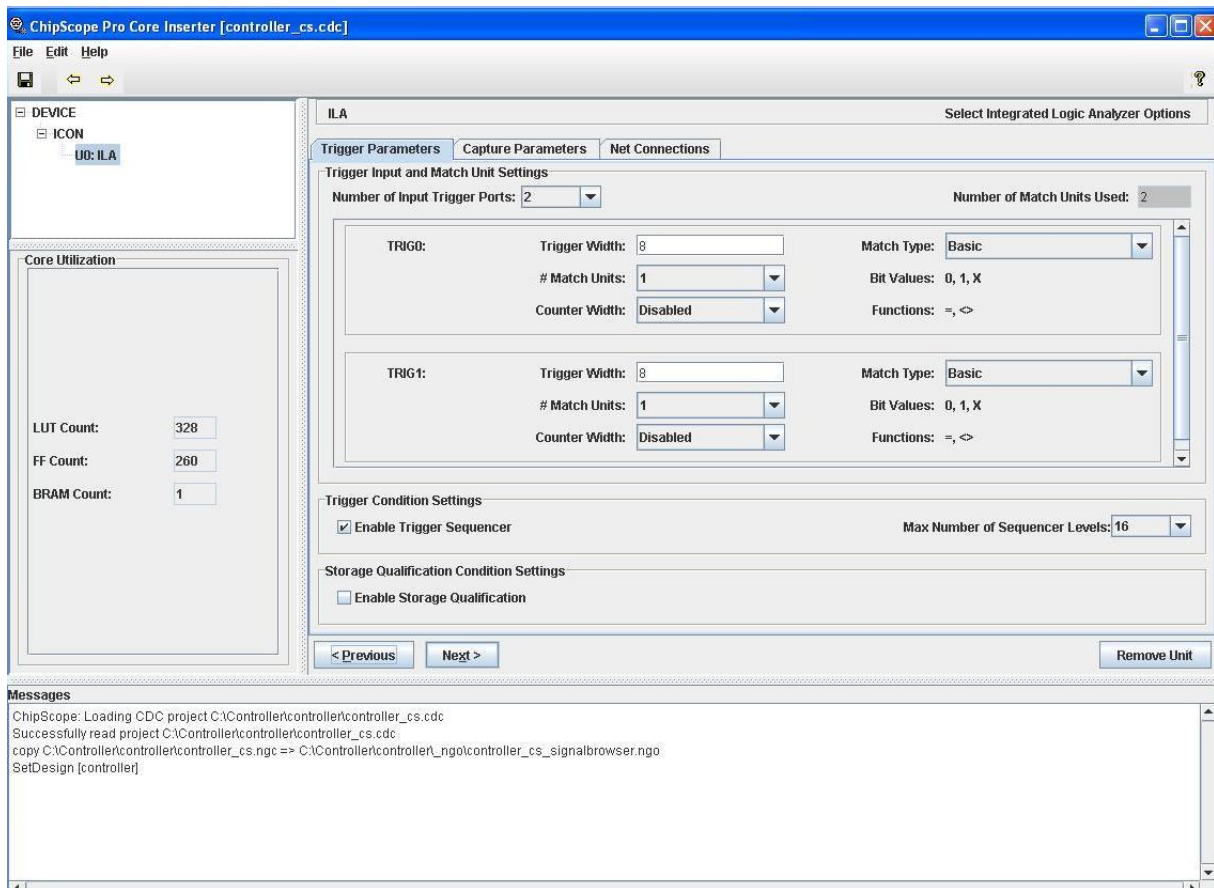 ChipScope Pro Core Inserter [controller_cs.cdc]
File Edit Help
DEVICE
ICON
U0: ILA
Core Utilization
LUT Count: 328
FF Count: 260
BRAM Count: 1
ILA Select Integrated Logic Analyzer Options
Trigger Parameters Capture Parameters Net Connections
Trigger Input and Match Unit Settings
Number of Input Trigger Ports: 2 Number of Match Units Used: 2
TRIG0: Trigger Width: 8 Match Type: Basic
# Match Units: 1 Bit Values: 0, 1, X
Counter Width: Disabled Functions: =, <>
TRIG1: Trigger Width: 8 Match Type: Basic
# Match Units: 1 Bit Values: 0, 1, X
Counter Width: Disabled Functions: =, <>
Trigger Condition Settings
Enable Trigger Sequencer Max Number of Sequencer Levels: 16
Storage Qualification Condition Settings
Enable Storage Qualification
< Previous Next > Remove Unit
Messages
ChipScope: Loading CDC project C:\Controller\controller\controller_cs.cdc
Successfully read project C:\Controller\controller\controller_cs.cdc
copy C:\Controller\controller\controller_cs.ngc => C:\Controller\controller\_ngo\controller_cs_signalbrowser.ngo
SetDesign [controller]